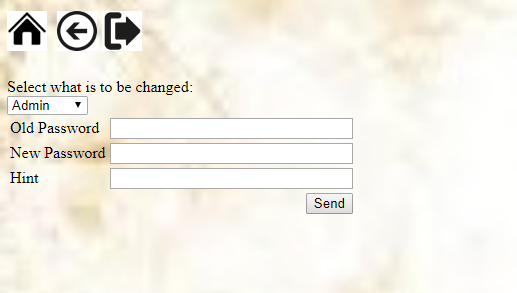 Select what is to be changed:
Admin
Old Password
New Password
Hint
Send